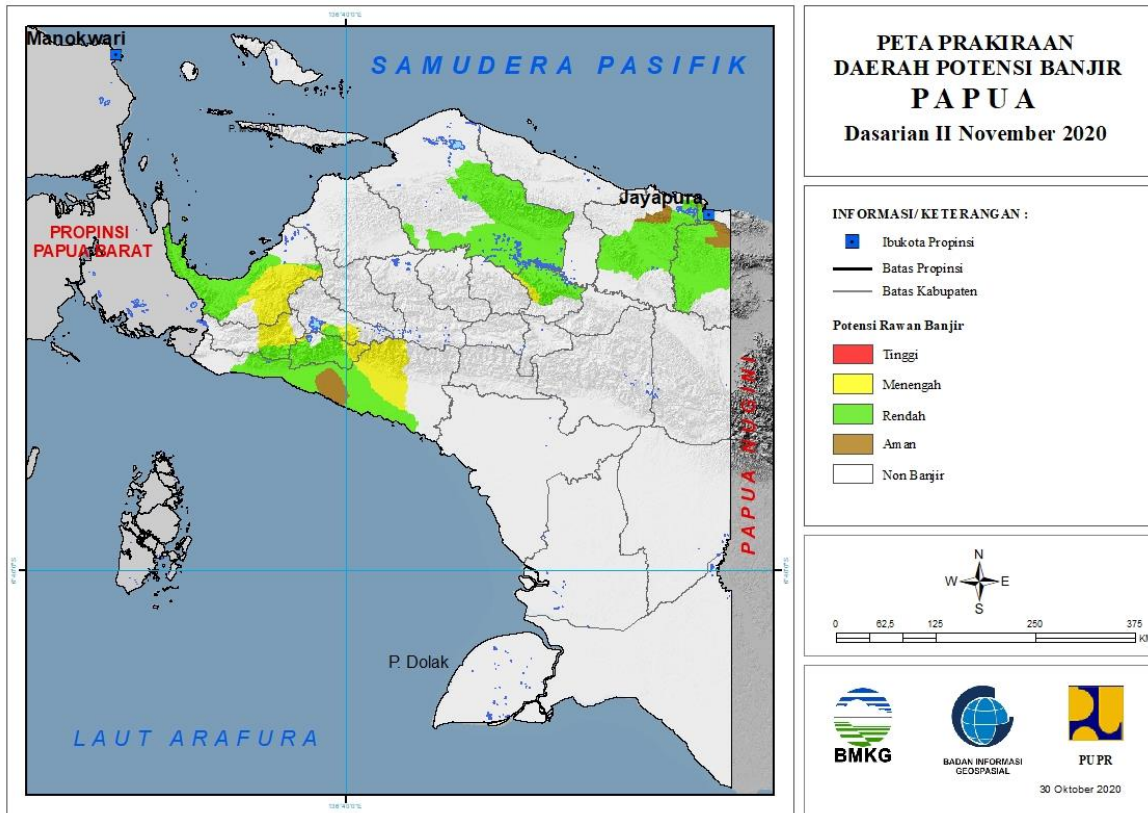 Manokwari
SAMUDERA PASIFIK
Jayapura
PROPINSI
PAPUA BARAT
PAPUA NUGINI
P. Dolak
LAUT ARAFURA
PETA PRAKIRAAN
DAERAH POTENSI BANJIR
PAPUA
Dasarian II November 2020
INFORMASI/ KETERANGAN :
Ibukota Propinsi
Batas Propinsi
Batas Kabupaten
Potensi Rawan Banjir
Tinggi
Menengah
Rendah
Aman
Non Banjir
N
W E
S
0 62,5 125 250 375
KM
BMKG
BADAN INFORMASI
GEOSPASIAL
PUPR
30 Oktober 2020